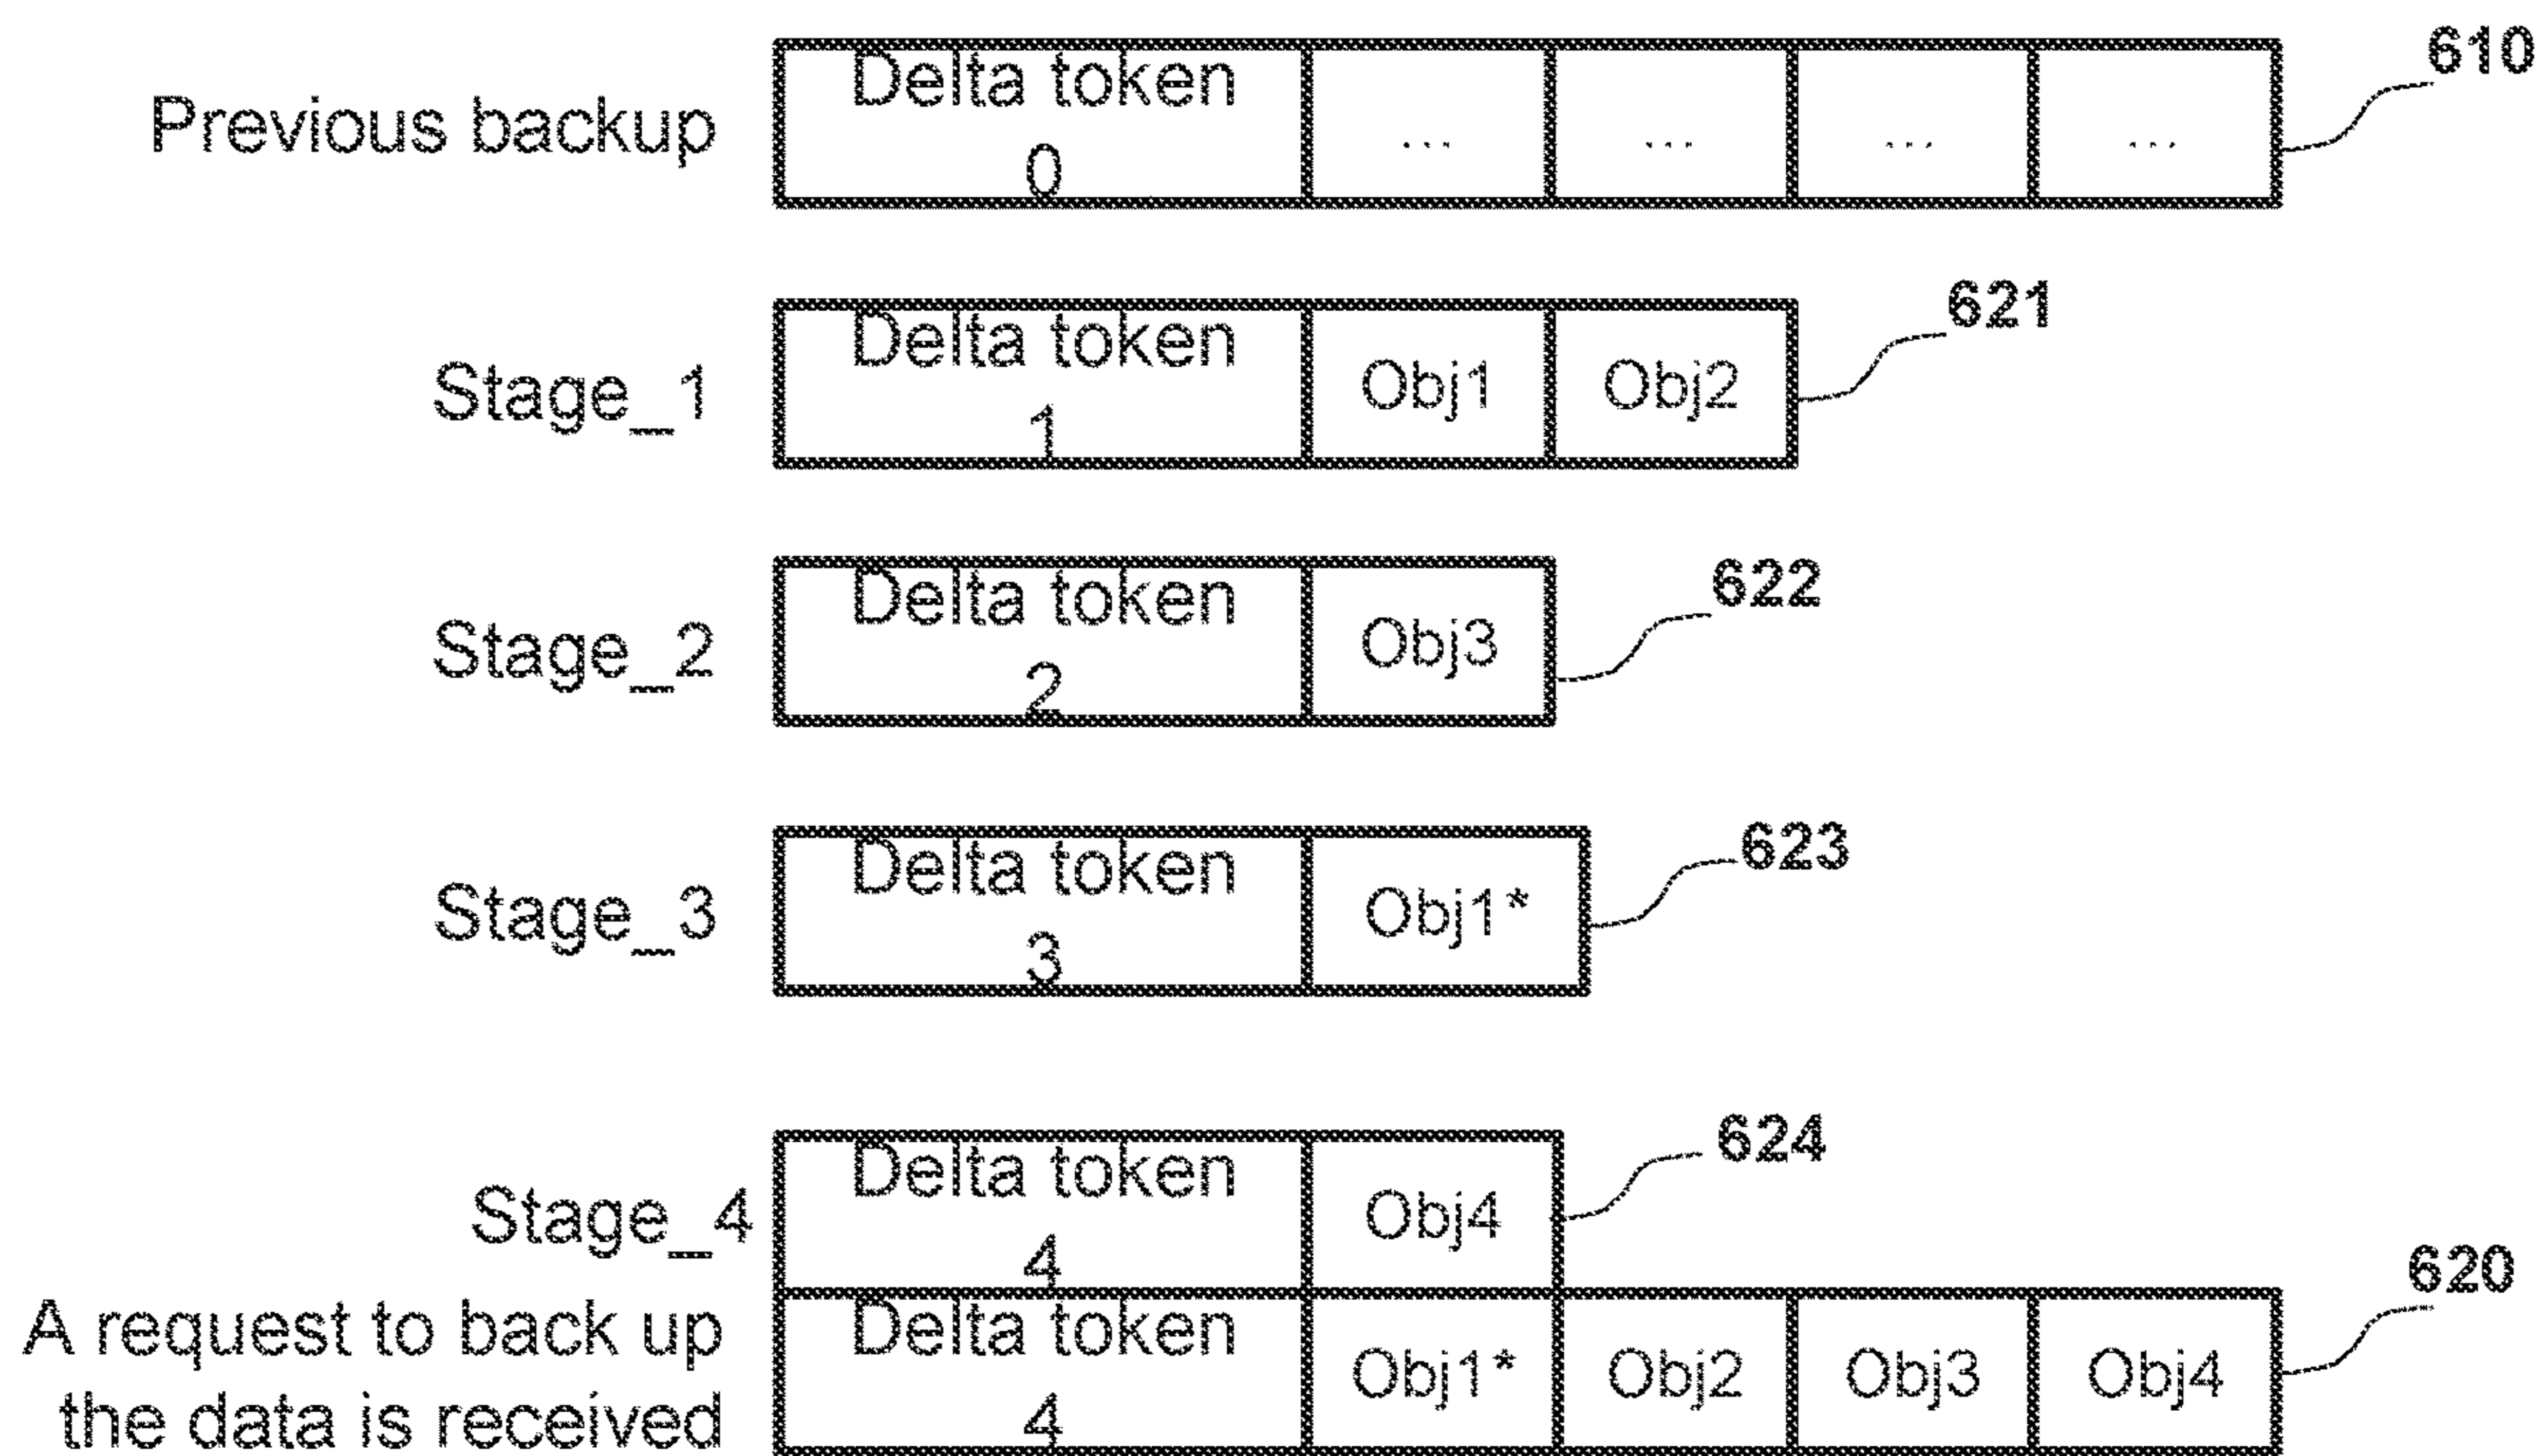 610
Delta token
Previous backup ... ... ... ...
0
621
Delta token
Stage_1 Obj1 Obj2
1
622
Delta token
Stage_2 Obj3
2
623
Delta token
Stage_3 Obj1*
3
624
Delta token
Stage_4 Obj4
4
620
A request to back up Delta token
Obj1* Obj2 Obj3 Obj4
the data is received 4